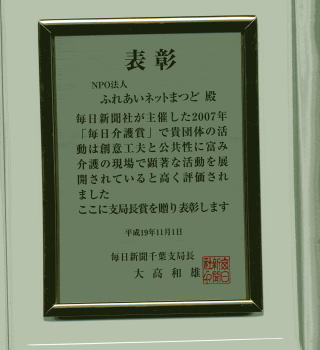 表彰
NPO法人
ふれあいネットまつど 殿
毎日新聞社が主催した2007年
「毎日介護賞」で貴団体の活
動は創意工夫と公共性に富み
介護の現場で顕著な活動を展
開されていると高く評価され
ました
ここに支局長賞を贈り表彰します
平成19年11月1日
毎日新聞千葉支局長
大高和雄